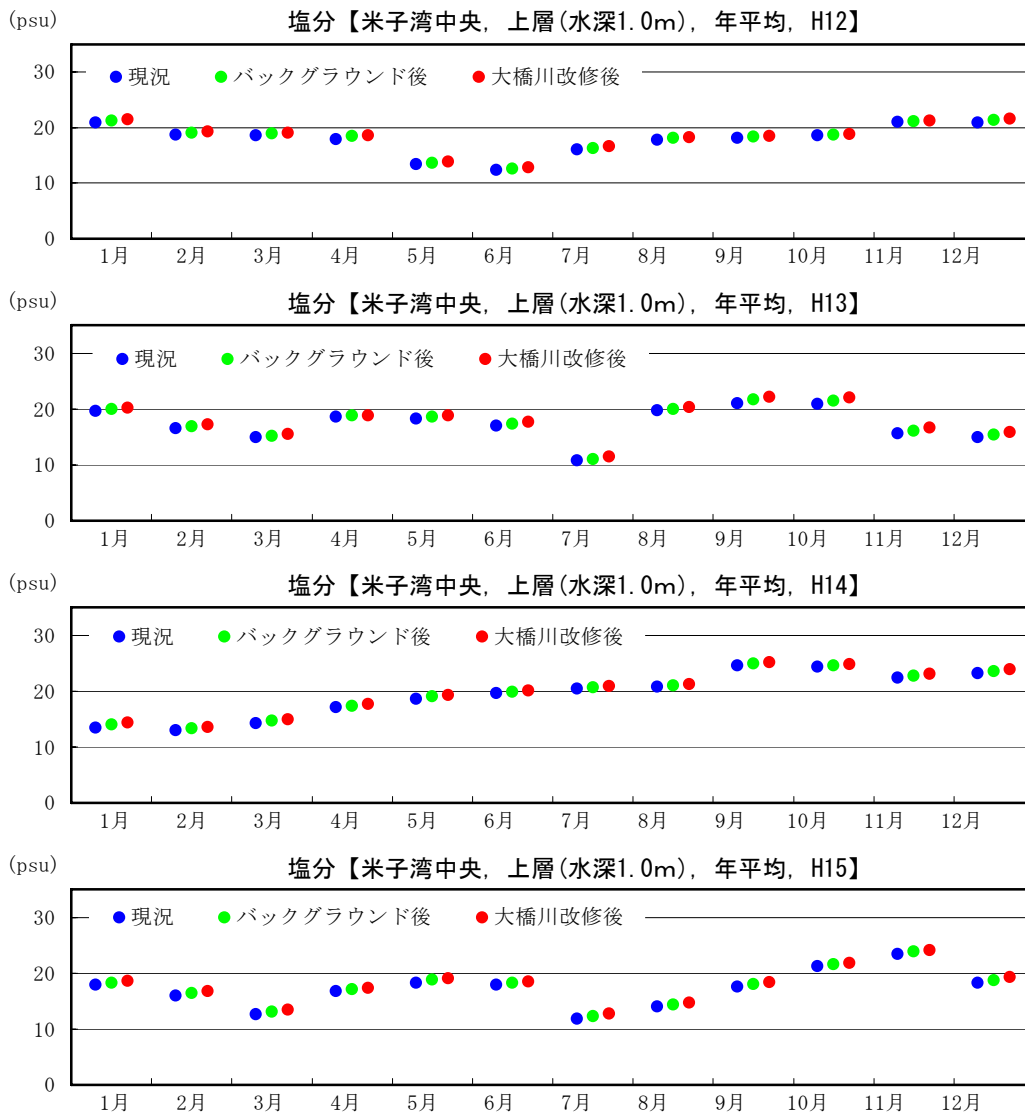 (psu) 塩分【米子湾中央, 上層(水深1.0m), 年平均, H12】
30
現況 バックグラウンド後 大橋川改修後
20
10
0
1月 2月 3月 4月 5月 6月 7月 8月 9月 10月 11月 12月
(psu) 塩分【米子湾中央, 上層(水深1.0m), 年平均, H13】
30
現況 バックグラウンド後 大橋川改修後
20
10
0
1月 2月 3月 4月 5月 6月 7月 8月 9月 10月 11月 12月
(psu) 塩分【米子湾中央, 上層(水深1.0m), 年平均, H14】
30
現況 バックグラウンド後 大橋川改修後
20
10
0
1月 2月 3月 4月 5月 6月 7月 8月 9月 10月 11月 12月
(psu) 塩分【米子湾中央, 上層(水深1.0m), 年平均, H15】
30
現況 バックグラウンド後 大橋川改修後
20
10
0
1月 2月 3月 4月 5月 6月 7月 8月 9月 10月 11月 12月